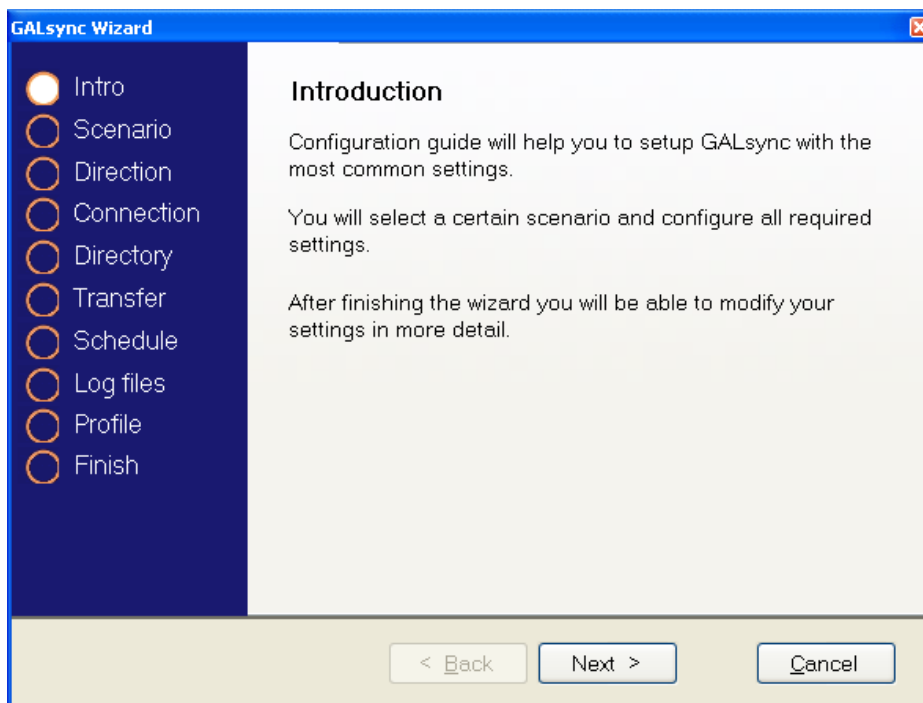 GALsync Wizard
Intro
Scenario
Direction
Connection
Directory
Transfer
Schedule
Log files
Profile
Finish
Introduction
Configuration guide will help you to setup GALsync with the
most common settings.
You will select a certain scenario and configure all required
settings.
After finishing the wizard you will be able to modify your
settings in more detail.
< Back
Next >
Cancel